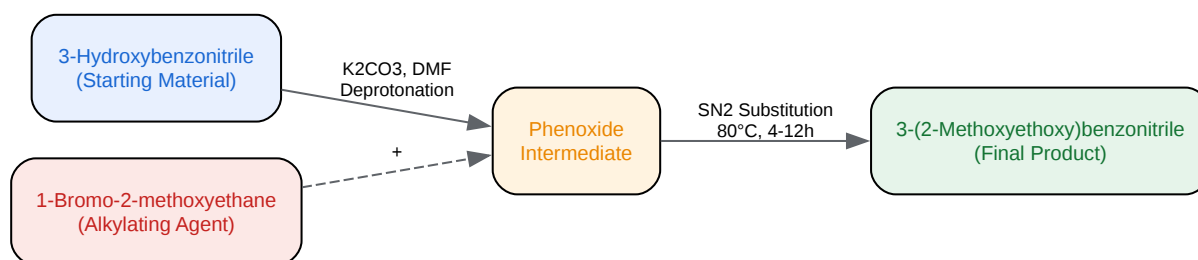 3-Hydroxybenzonitrile
(Starting Material)
K2CO3, DMF
Deprotonation
1-Bromo-2-methoxyethane
(Alkylating Agent)
+
Phenoxide
Intermediate
SN2 Substitution
80°C, 4-12h
3-(2-Methoxyethoxy)benzonitrile
(Final Product)